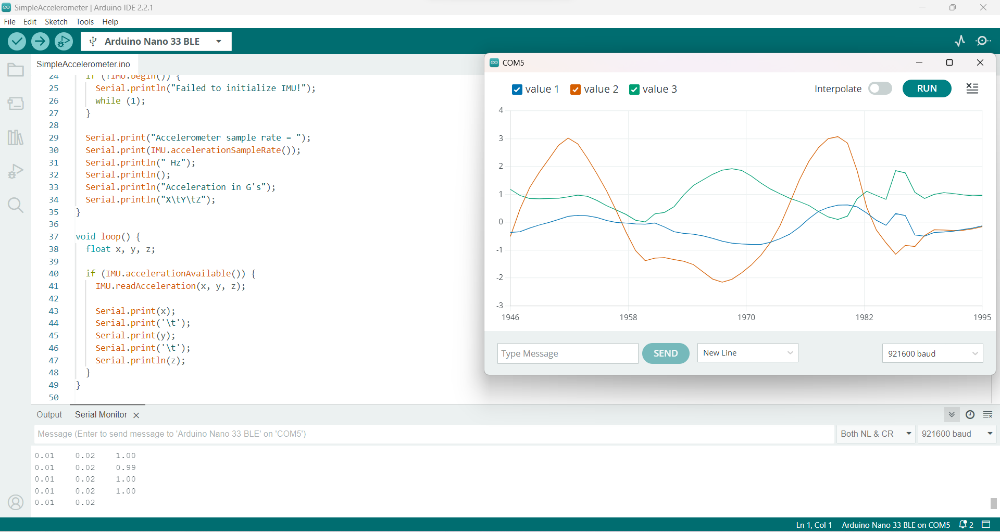 SimpleAccelerometer | Arduino IDE 2.2.1
File Edit Sketch Tools Help
Arduino Nano 33 BLE
SimpleAccelerometer.ino
24 if (!IMU.begin()) {
25 Serial.println("Failed to initialize IMU!");
26 while (1);
27 }
28
29 Serial.print("Accelerometer sample rate = ");
30 Serial.print(IMU.accelerationSampleRate());
31 Serial.println(" Hz");
32 Serial.println();
33 Serial.println("Acceleration in G's");
34 Serial.println("X\tY\tZ");
35 }
36
37 void loop() {
38 float x, y, z;
39
40 if (IMU.accelerationAvailable()) {
41 IMU.readAcceleration(x, y, z);
42
43 Serial.print(x);
44 Serial.print('\t');
45 Serial.print(y);
46 Serial.print('\t');
47 Serial.println(z);
48 }
49 }
50
COM5
value 1 value 2 value 3 Interpolate RUN
4
3
2
1
0
-1
-2
-3
1946 1958 1970 1982 1995
Type Message SEND New Line 921600 baud
Output Serial Monitor
Message (Enter to send message to 'Arduino Nano 33 BLE' on 'COM5') Both NL & CR 921600 baud
0.01 0.02 1.00
0.01 0.02 0.99
0.01 0.02 1.00
0.01 0.02 1.00
0.01 0.02
Ln 1, Col 1 Arduino Nano 33 BLE on COM5 2